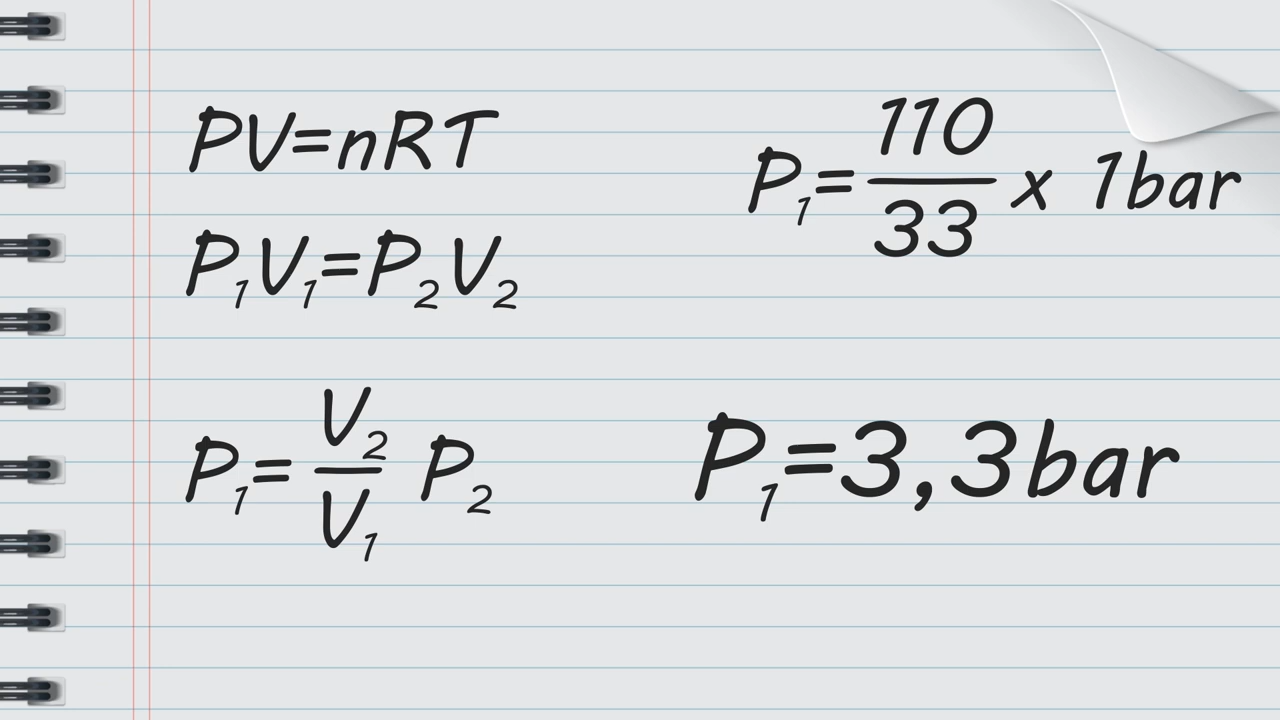 PV=nRT
P₁V₁=P₂V₂
P₁= V₂/V₁ P₂
P₁= 110/33 x 1bar
P₁=3,3bar